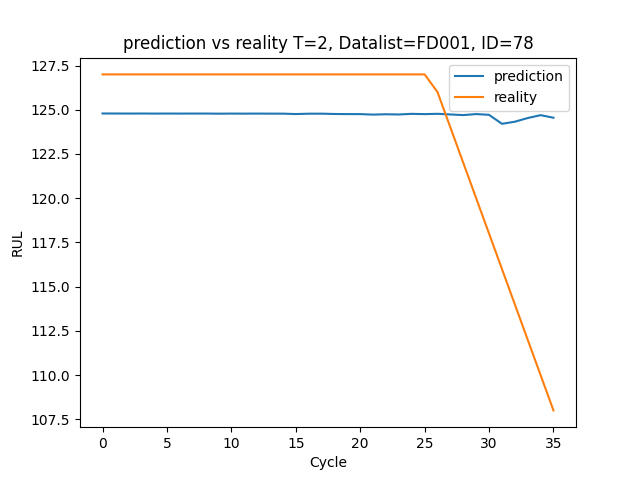 prediction vs reality T=2, Datalist=FD001, ID=78
prediction
reality
127.5
125.0
122.5
120.0
117.5
115.0
112.5
110.0
107.5
RUL
0 5 10 15 20 25 30 35
Cycle